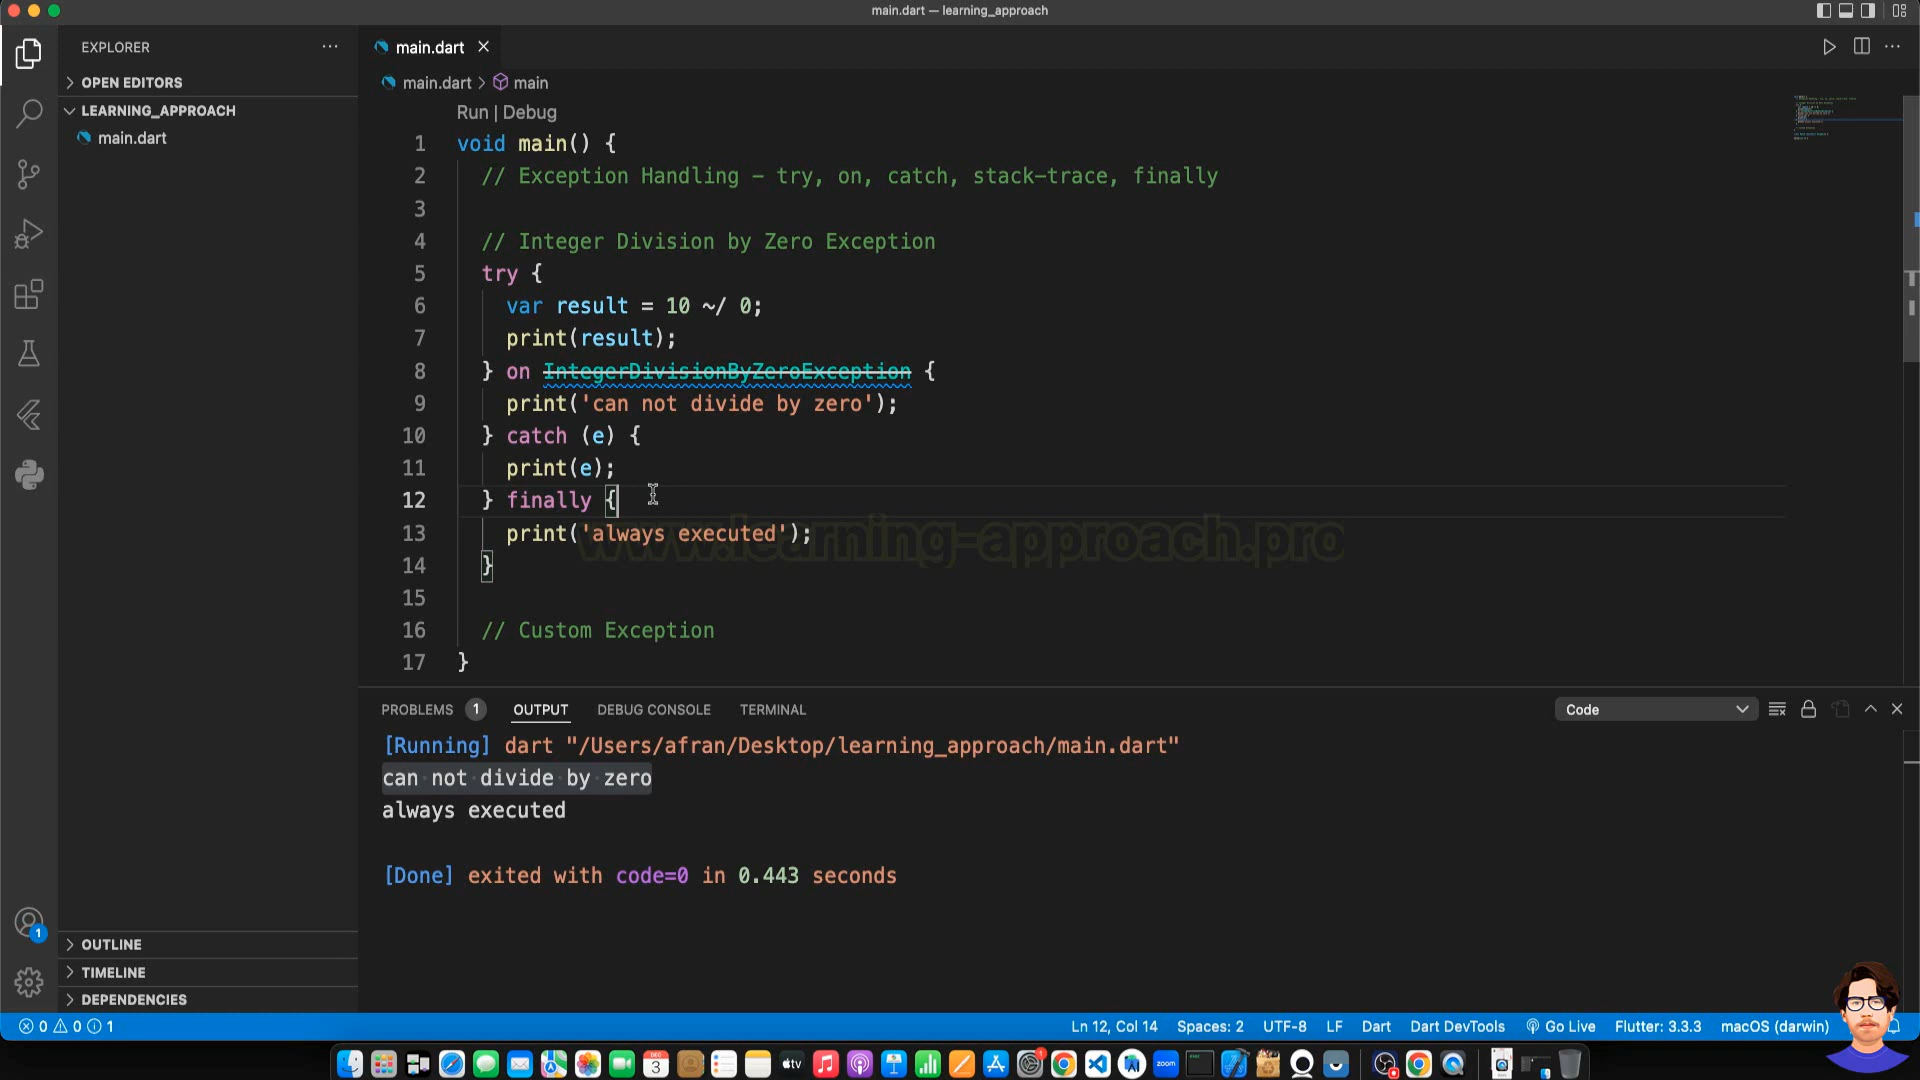 main.dart — learning_approach
EXPLORER
OPEN EDITORS
LEARNING_APPROACH
main.dart
main.dart
main.dart > main
Run | Debug
1 void main() {
2 // Exception Handling - try, on, catch, stack-trace, finally
3
4 // Integer Division by Zero Exception
5 try {
6 var result = 10 ~/ 0;
7 print(result);
8 } on IntegerDivisionByZeroException {
9 print('can not divide by zero');
10 } catch (e) {
11 print(e);
12 } finally {
13 print('always executed');
14 }
15
16 // Custom Exception
17 }
www.learning-approach.pro
PROBLEMS 1 OUTPUT DEBUG CONSOLE TERMINAL Code
[Running] dart "/Users/afran/Desktop/learning_approach/main.dart"
can not divide by zero
always executed
[Done] exited with code=0 in 0.443 seconds
1
OUTLINE
TIMELINE
DEPENDENCIES
0 0 1 Ln 12, Col 14 Spaces: 2 UTF-8 LF Dart Dart DevTools Go Live Flutter: 3.3.3 macOS (darwin)
DEC
3
tv
1
zoom